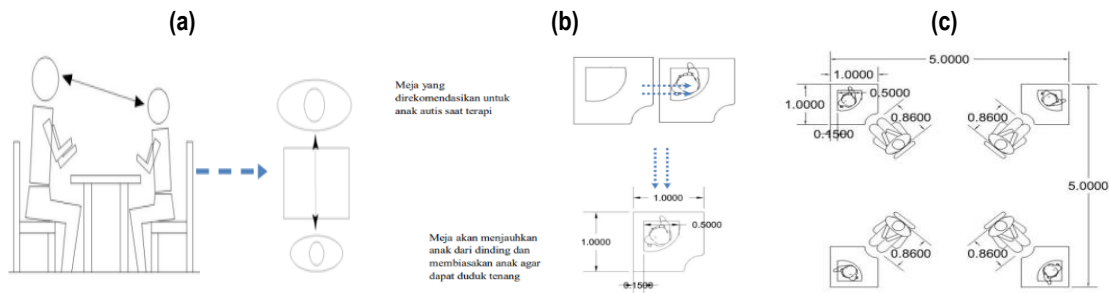 (a)
(b)
(c)
Meja yang
direkomendasikan untuk
anak autis saat terapi
Meja akan menjauhkan
anak dari dinding dan
membiasakan anak agar
dapat duduk tenang
1.0000
1.0000
0.5000
0.1500
5.0000
1.0000
0.5000
1.0000
0.1500
0.8600
0.8600
5.0000
0.8600
0.8600